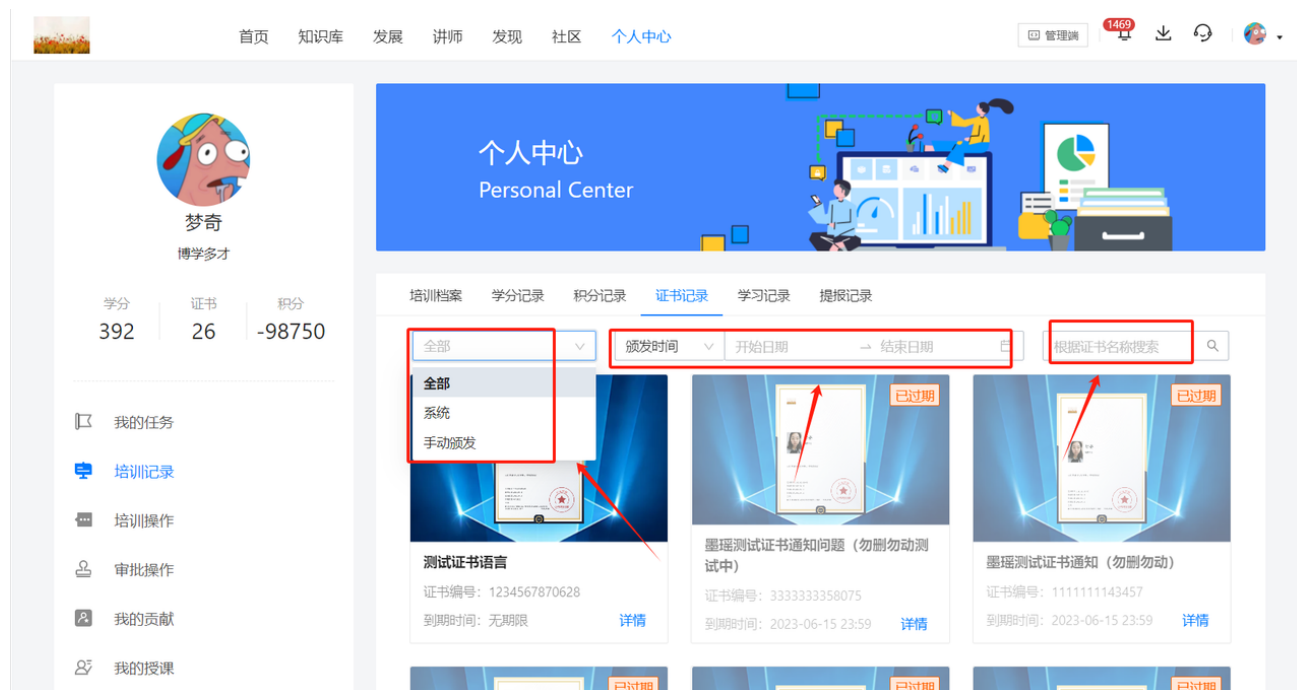 首页 知识库 发展 讲师 发现 社区 个人中心 管理端 1469
个人中心
Personal Center
梦奇
博学多才
学分 证书 积分
392 26 -98750
我的任务
培训记录
培训操作
审批操作
我的贡献
我的授课
培训档案 学分记录 积分记录 证书记录 学习记录 提报记录
全部 颁发时间 开始日期 → 结束日期 根据证书名称搜索
全部
系统
手动颁发
已过期
已过期
测试证书语言
证书编号：1234567870628
到期时间：无期限 详情
墨瑶测试证书通知问题（勿删勿动测
试中）
证书编号：3333333358075
到期时间：2023-06-15 23:59 详情
墨瑶测试证书通知（勿删勿动）
证书编号：1111111143457
到期时间：2023-06-15 23:59 详情
已过期 已过期 已过期